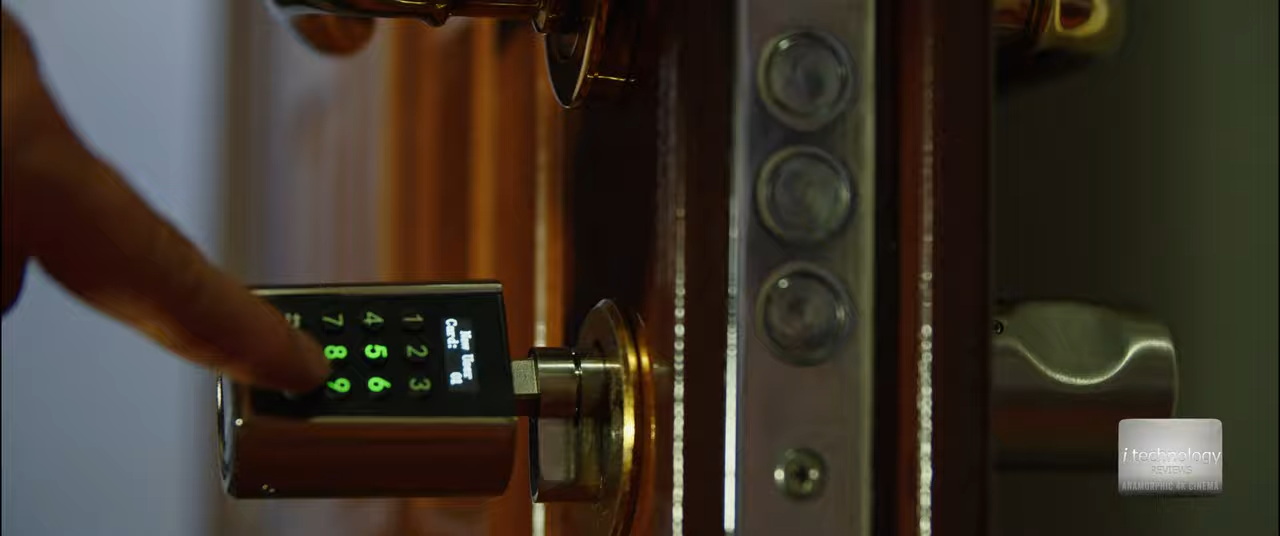 New User
Card: 01
1 2 3
4 5 6
7 8 9
i technology
REVIEWS
ANAMORPHIC 4K CINEMA